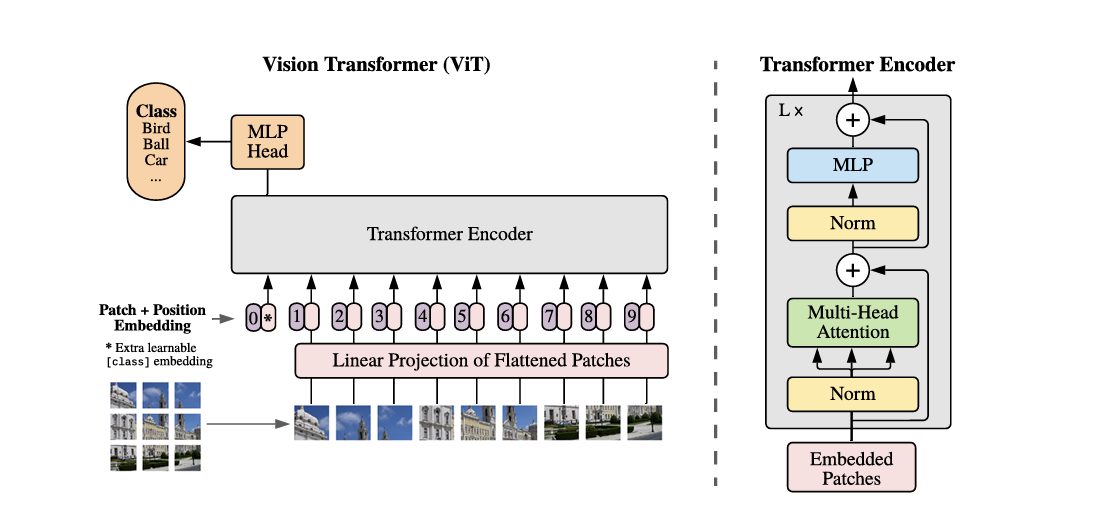 Vision Transformer (ViT)
Class
Bird
Ball
Car
...
MLP
Head
Transformer Encoder
Patch + Position
Embedding
0 * 1 2 3 4 5 6 7 8 9
* Extra learnable
[class] embedding
Linear Projection of Flattened Patches
Transformer Encoder
L x
+
MLP
Norm
+
Multi-Head
Attention
Norm
Embedded
Patches